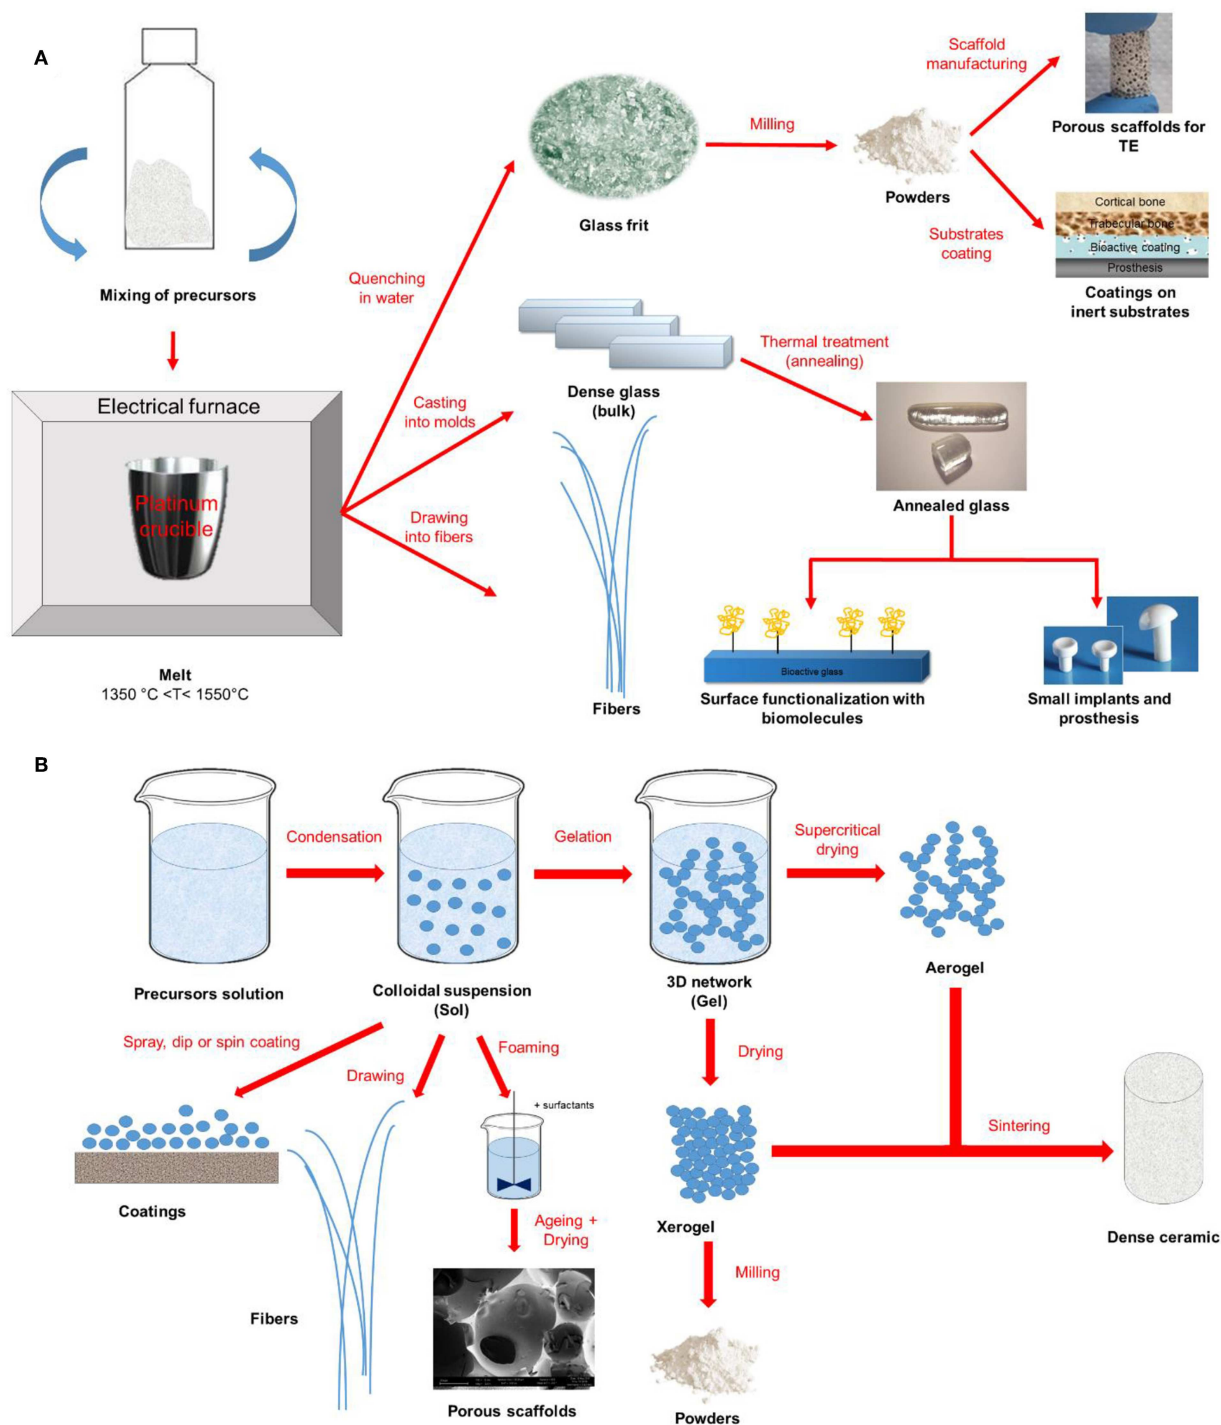 A
Mixing of precursors
Electrical furnace
Platinum
crucible
Melt
1350 °C <T< 1550°C
Quenching
in water
Casting
into molds
Drawing
into fibers
Glass frit
Milling
Powders
Scaffold
manufacturing
Porous scaffolds for
TE
Substrates
coating
Cortical bone
Trabecular bone
Bioactive coating
Prosthesis
Coatings on
inert substrates
Dense glass
(bulk)
Thermal treatment
(annealing)
Annealed glass
Fibers
Bioactive glass
Surface functionalization with
biomolecules
Small implants and
prosthesis
B
Precursors solution
Condensation
Colloidal suspension
(Sol)
Gelation
3D network
(Gel)
Supercritical
drying
Aerogel
Spray, dip or spin coating
Coatings
Drawing
Fibers
Foaming
+ surfactants
Ageing +
Drying
Porous scaffolds
Drying
Xerogel
Milling
Powders
Sintering
Dense ceramic